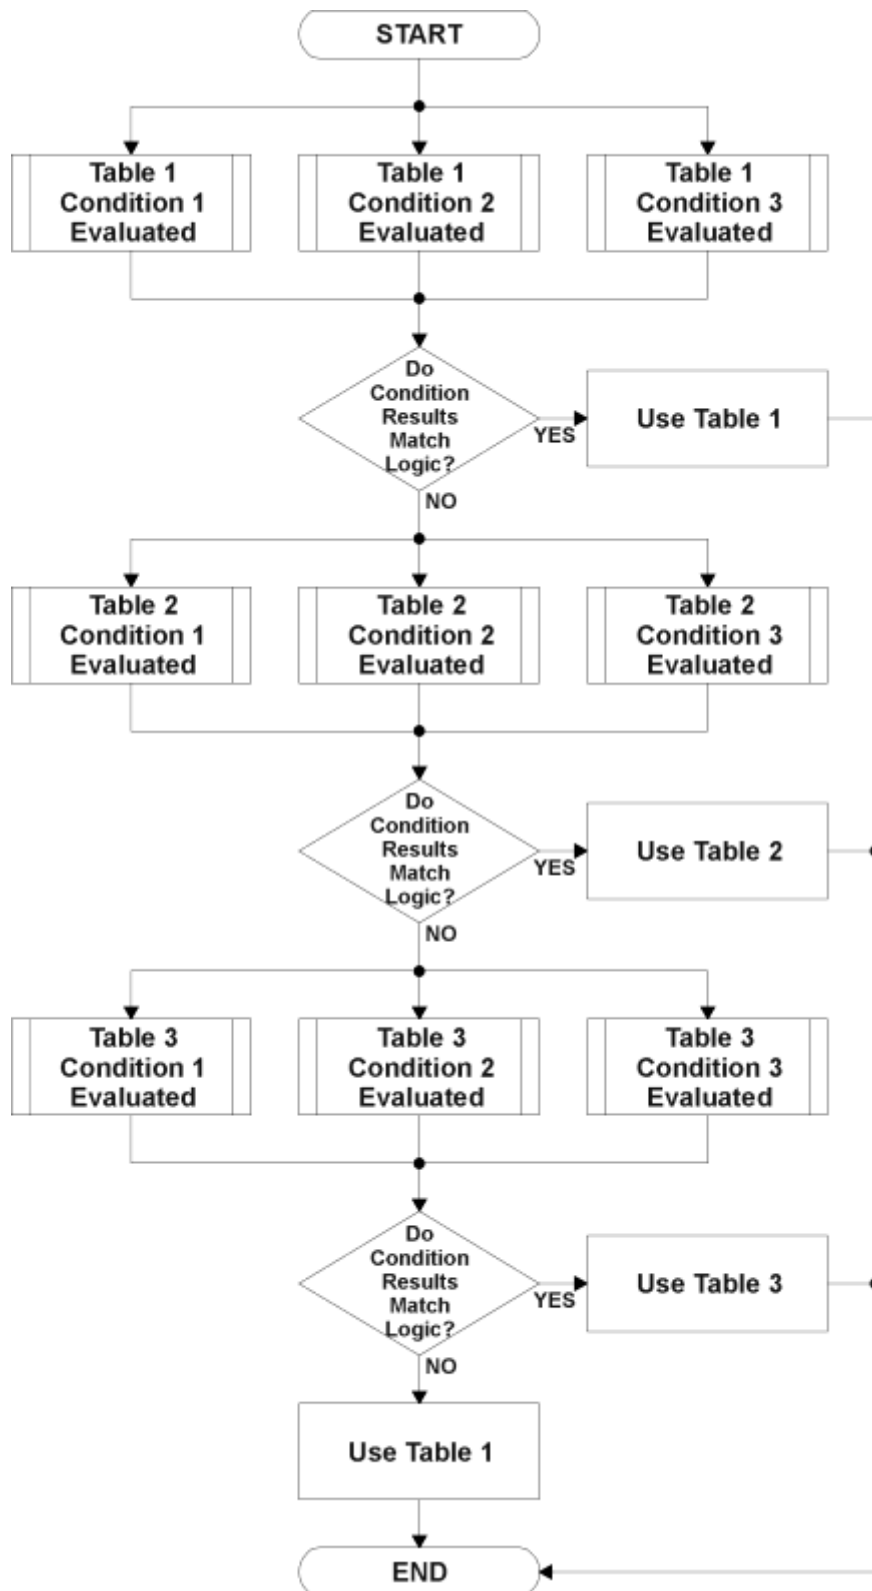 START
Table 1
Condition 1
Evaluated
Table 1
Condition 2
Evaluated
Table 1
Condition 3
Evaluated
Do
Condition
Results
Match
Logic?
YES
Use Table 1
NO
Table 2
Condition 1
Evaluated
Table 2
Condition 2
Evaluated
Table 2
Condition 3
Evaluated
Do
Condition
Results
Match
Logic?
YES
Use Table 2
NO
Table 3
Condition 1
Evaluated
Table 3
Condition 2
Evaluated
Table 3
Condition 3
Evaluated
Do
Condition
Results
Match
Logic?
YES
Use Table 3
NO
Use Table 1
END